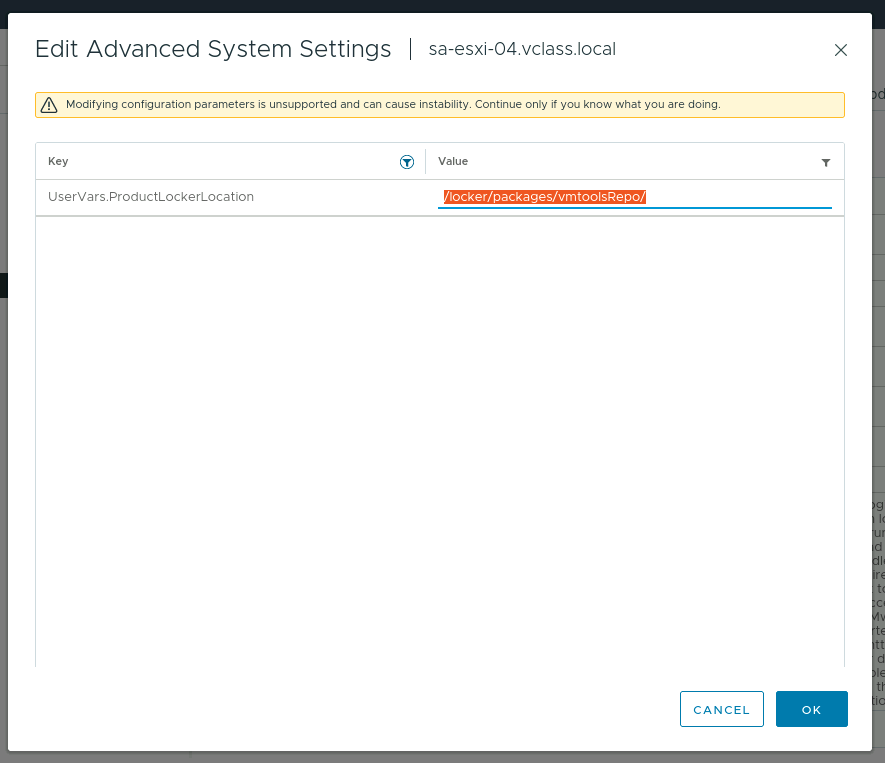 Edit Advanced System Settings | sa-esxi-04.vclass.local
Modifying configuration parameters is unsupported and can cause instability. Continue only if you know what you are doing.
Key Value
UserVars.ProductLockerLocation /locker/packages/vmtoolsRepo/
CANCEL OK